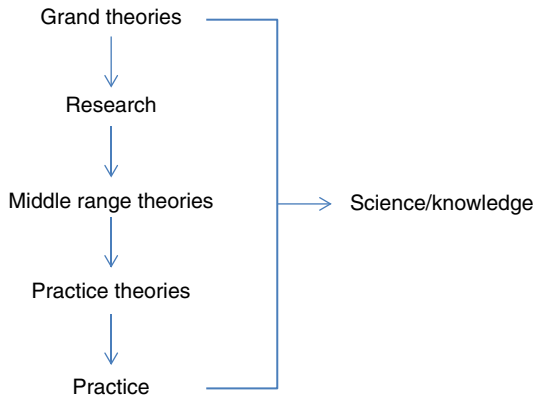 Grand theories
Research
Middle range theories
Science/knowledge
Practice theories
Practice